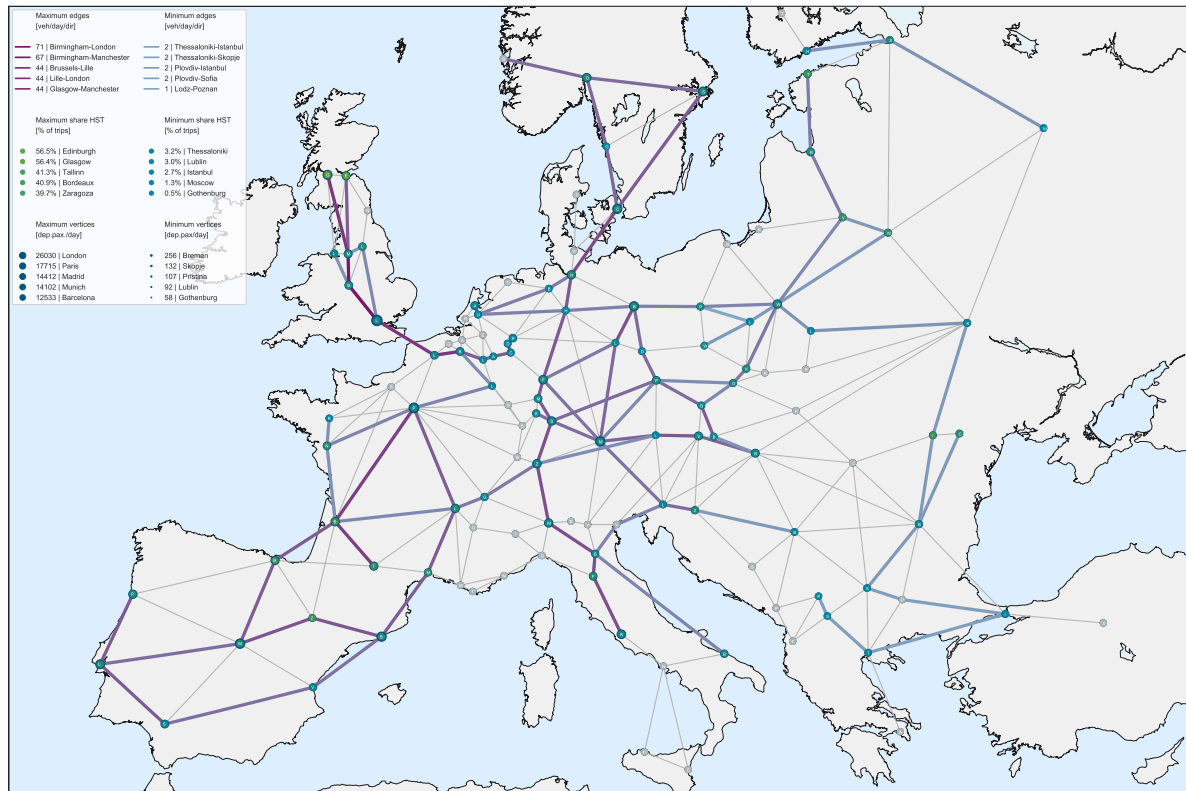 Maximum edges
[veh/day/dir]
71 | Birmingham-London
67 | Birmingham-Manchester
44 | Brussels-Lille
44 | Lille-London
44 | Glasgow-Manchester
Minimum edges
[veh/day/dir]
2 | Thessaloniki-Istanbul
2 | Thessaloniki-Skopje
2 | Plovdiv-Istanbul
2 | Plovdiv-Sofia
1 | Lodz-Poznan
Maximum share HST
[% of trips]
56.5% | Edinburgh
56.4% | Glasgow
41.3% | Tallinn
40.9% | Bordeaux
39.7% | Zaragoza
Minimum share HST
[% of trips]
3.2% | Thessaloniki
3.0% | Lublin
2.7% | Istanbul
1.3% | Moscow
0.5% | Gothenburg
Maximum vertices
[dep.pax./day]
26030 | London
17715 | Paris
14412 | Madrid
14102 | Munich
12533 | Barcelona
Minimum vertices
[dep.pax/day]
256 | Bremen
132 | Skopje
107 | Pristina
92 | Lublin
58 | Gothenburg